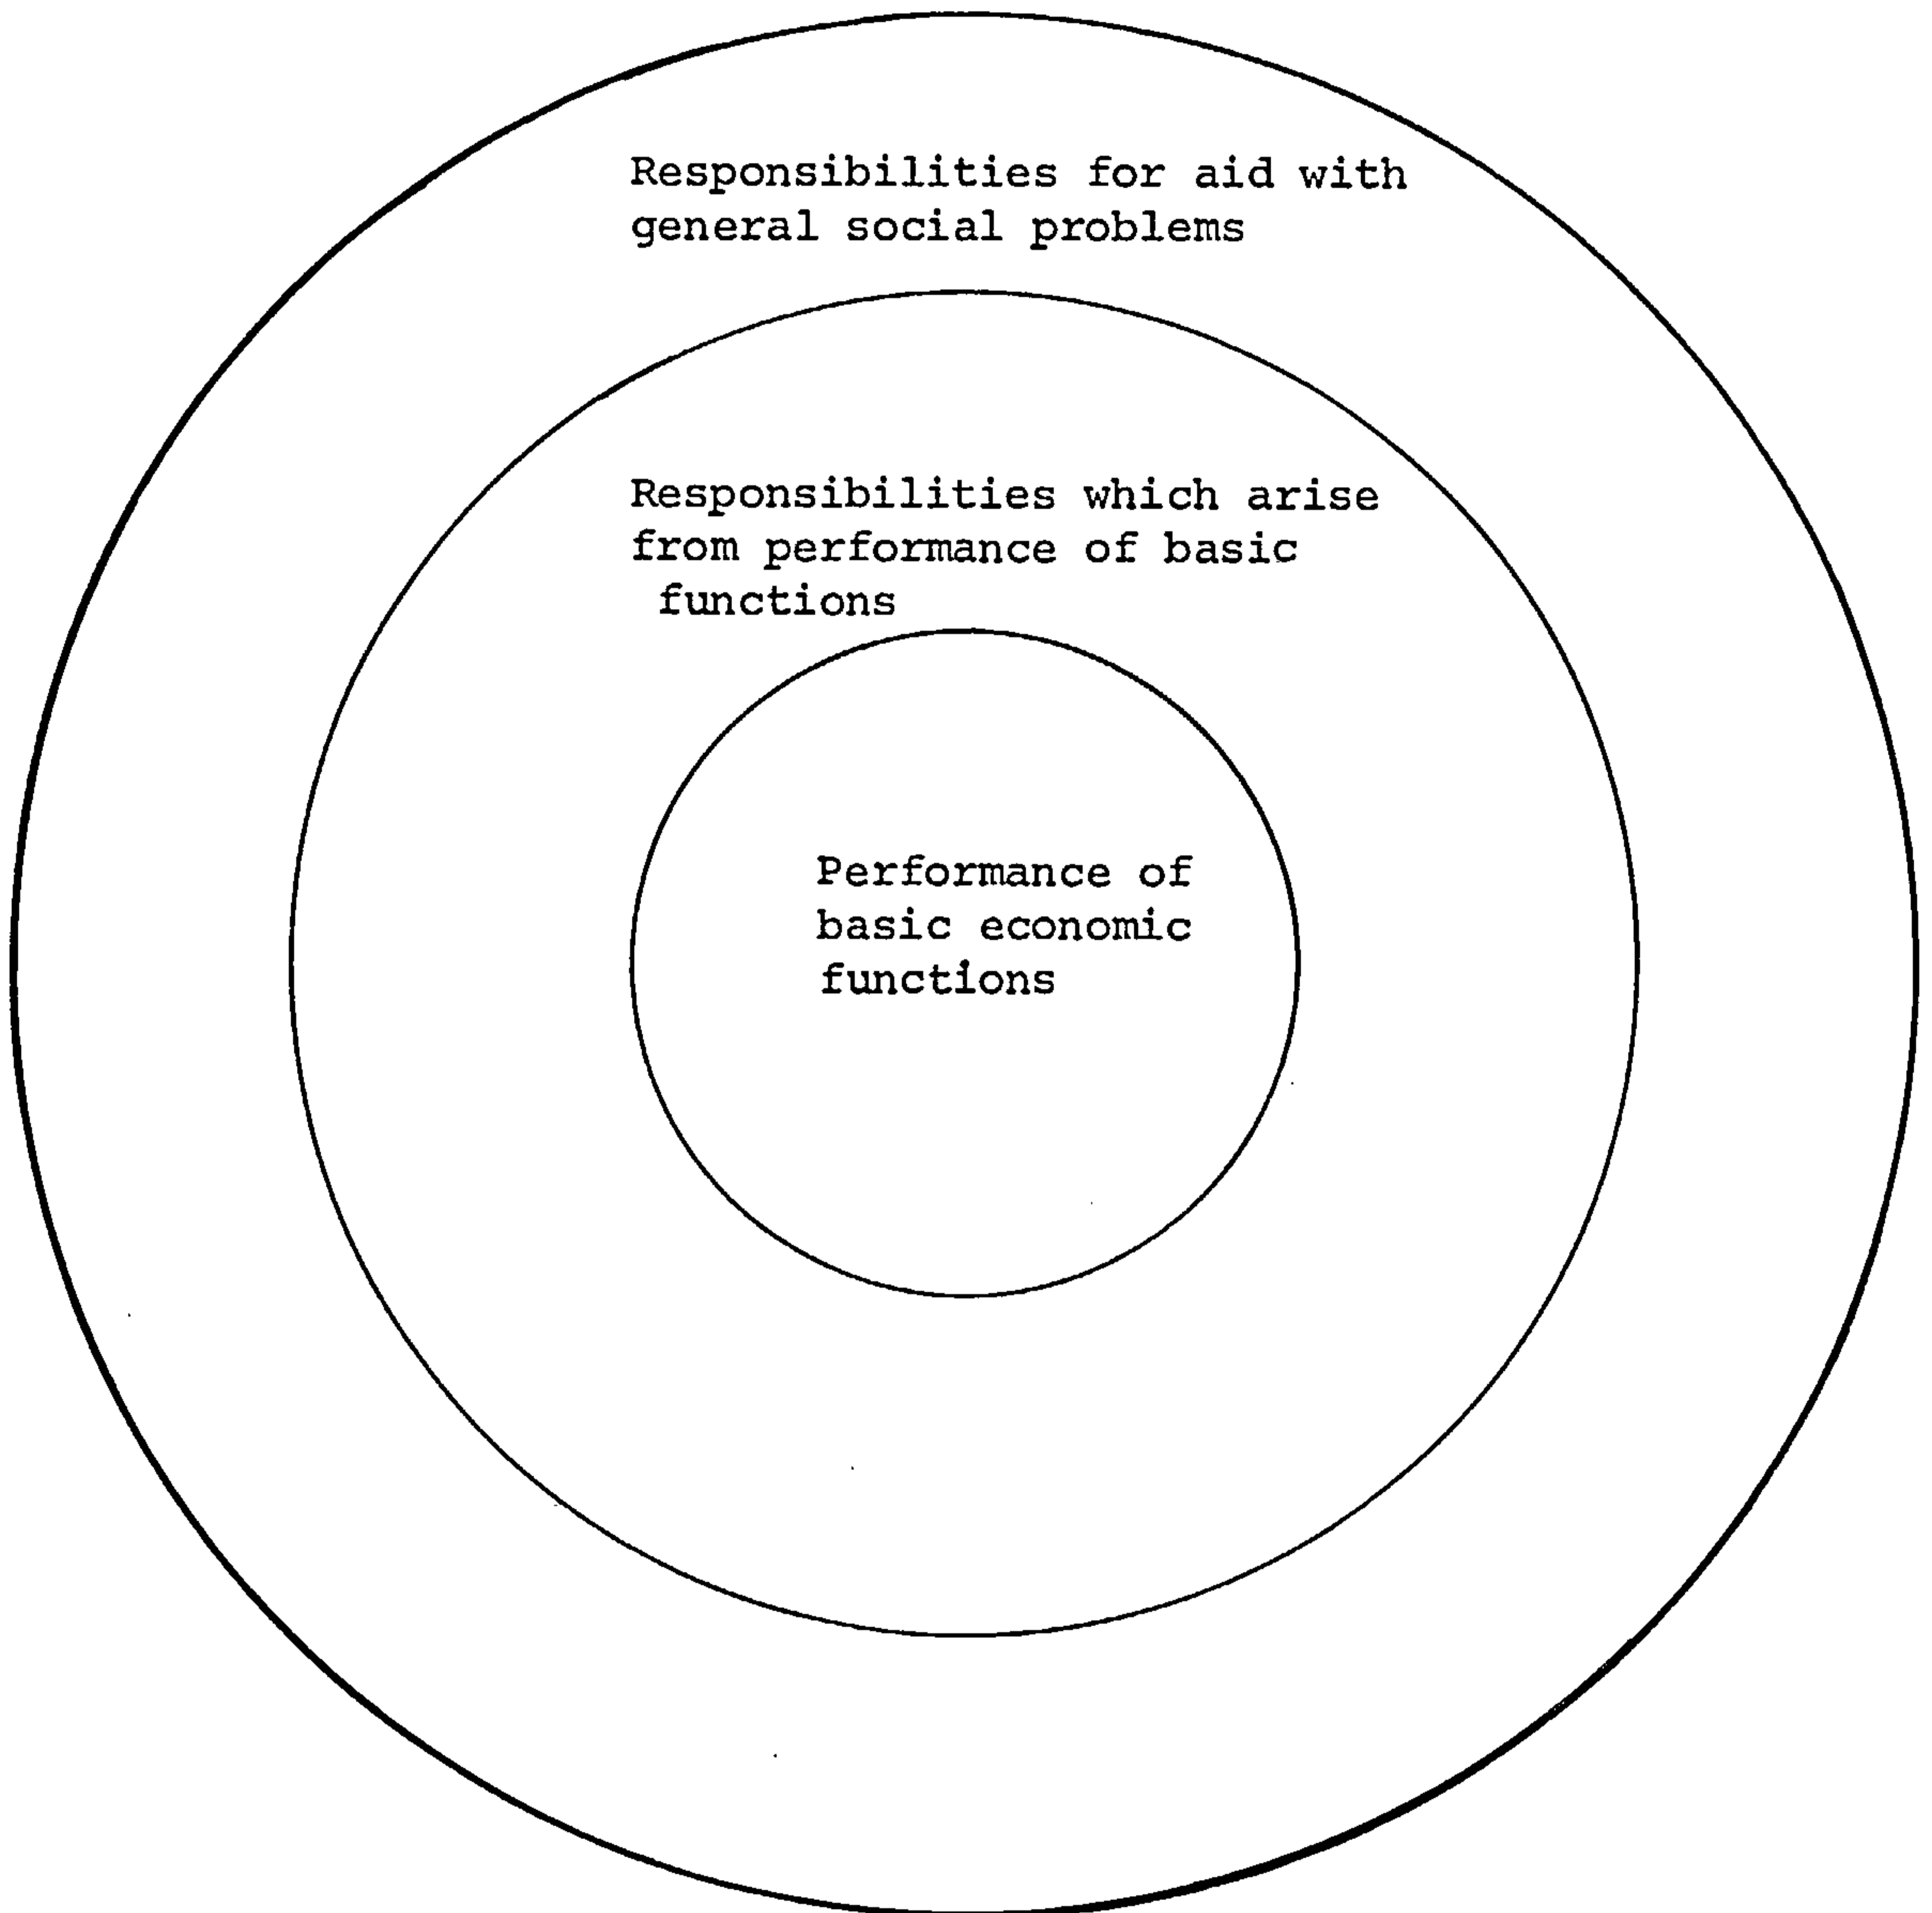 Responsibilities for aid with
general social problems
Responsibilities which arise
from performance of basic
functions
Performance of
basic economic
functions